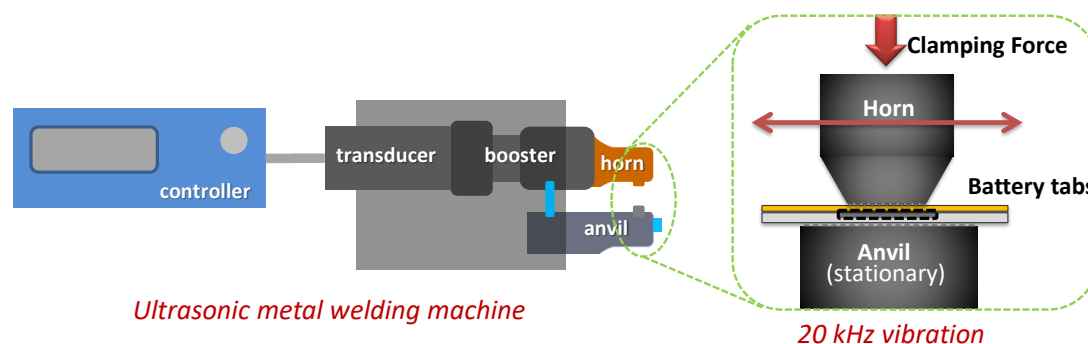 Clamping Force
Horn
transducer
booster
horn
controller
Battery tabs
anvil
Anvil
(stationary)
Ultrasonic metal welding machine
20 kHz vibration